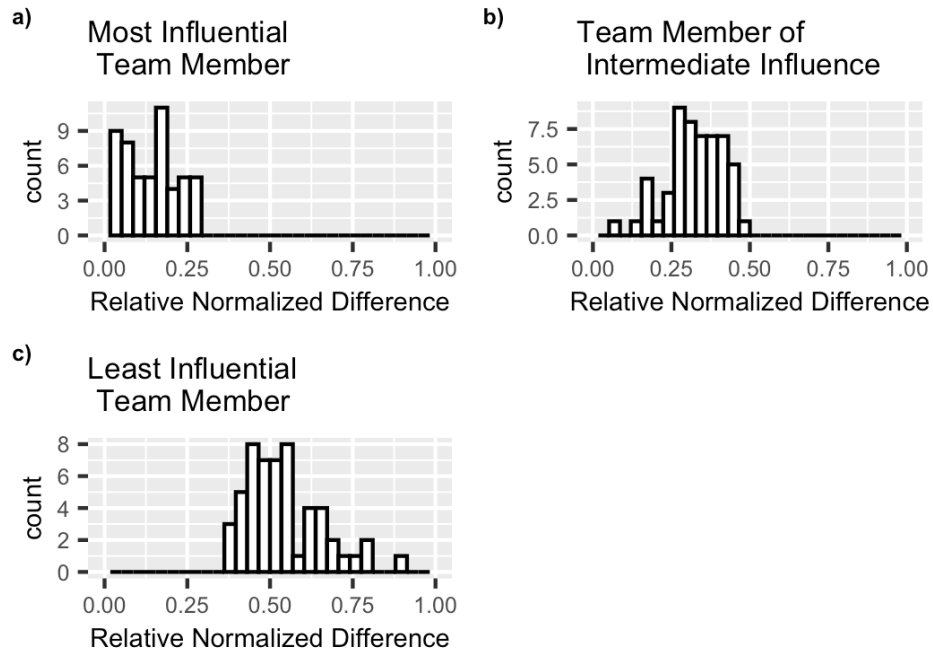 a)
Most Influential
Team Member
count
9
6
3
0
0.00 0.25 0.50 0.75 1.00
Relative Normalized Difference
b)
Team Member of
Intermediate Influence
count
7.5
5.0
2.5
0.0
0.00 0.25 0.50 0.75 1.00
Relative Normalized Difference
c)
Least Influential
Team Member
count
8
6
4
2
0
0.00 0.25 0.50 0.75 1.00
Relative Normalized Difference